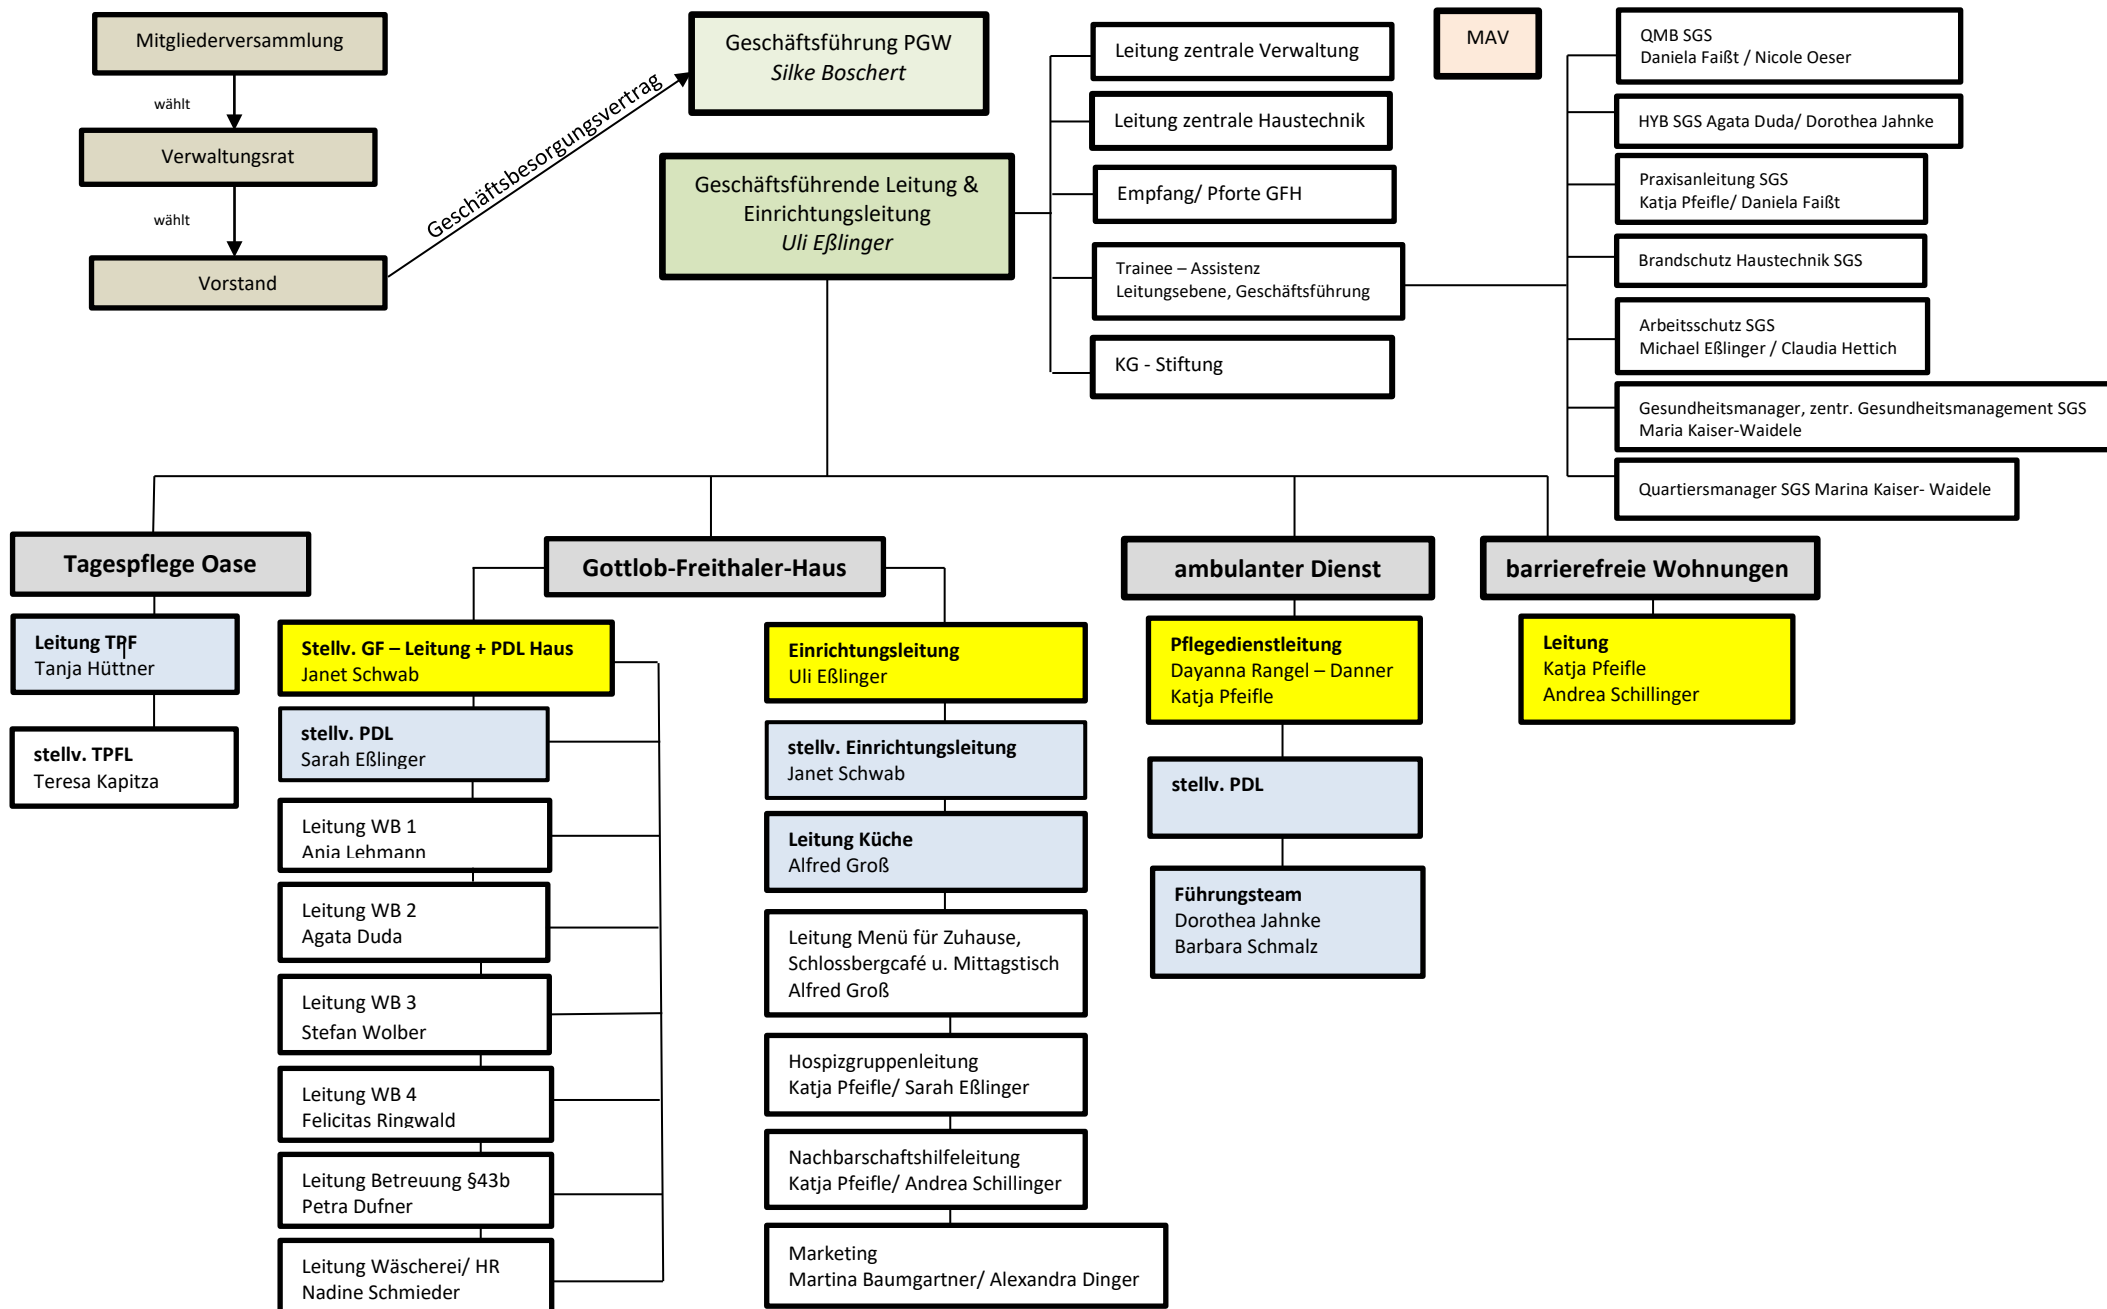 Mitgliederversammlung
wählt
Verwaltungsrat
wählt
Vorstand
Geschäftsbesorgungsvertrag
Geschäftsführung PGW
Silke Boschert
Geschäftsführende Leitung &
Einrichtungsleitung
Uli Eßlinger
Leitung zentrale Verwaltung
Leitung zentrale Haustechnik
Empfang/ Pforte GFH
Trainee – Assistenz
Leitungsebene, Geschäftsführung
KG - Stiftung
MAV
QMB SGS
Daniela Faißt / Nicole Oeser
HYB SGS Agata Duda/ Dorothea Jahnke
Praxisanleitung SGS
Katja Pfeifle/ Daniela Faißt
Brandschutz Haustechnik SGS
Arbeitsschutz SGS
Michael Eßlinger / Claudia Hettich
Gesundheitsmanager, zentr. Gesundheitsmanagement SGS
Maria Kaiser-Waidele
Quartiersmanager SGS Marina Kaiser- Waidele
Tagespflege Oase
Leitung TPF
Tanja Hüttner
stellv. TPFL
Teresa Kapitza
Gottlob-Freithaler-Haus
Stellv. GF – Leitung + PDL Haus
Janet Schwab
stellv. PDL
Sarah Eßlinger
Leitung WB 1
Anja Lehmann
Leitung WB 2
Agata Duda
Leitung WB 3
Stefan Wolber
Leitung WB 4
Felicitas Ringwald
Leitung Betreuung §43b
Petra Dufner
Leitung Wäscherei/ HR
Nadine Schmieder
Einrichtungsleitung
Uli Eßlinger
stellv. Einrichtungsleitung
Janet Schwab
Leitung Küche
Alfred Groß
Leitung Menü für Zuhause,
Schlossbergcafé u. Mittagstisch
Alfred Groß
Hospizgruppenleitung
Katja Pfeifle/ Sarah Eßlinger
Nachbarschaftshilfeleitung
Katja Pfeifle/ Andrea Schillinger
Marketing
Martina Baumgartner/ Alexandra Dinger
ambulanter Dienst
Pflegedienstleitung
Dayanna Rangel – Danner
Katja Pfeifle
stellv. PDL
Führungsteam
Dorothea Jahnke
Barbara Schmalz
barrierefreie Wohnungen
Leitung
Katja Pfeifle
Andrea Schillinger